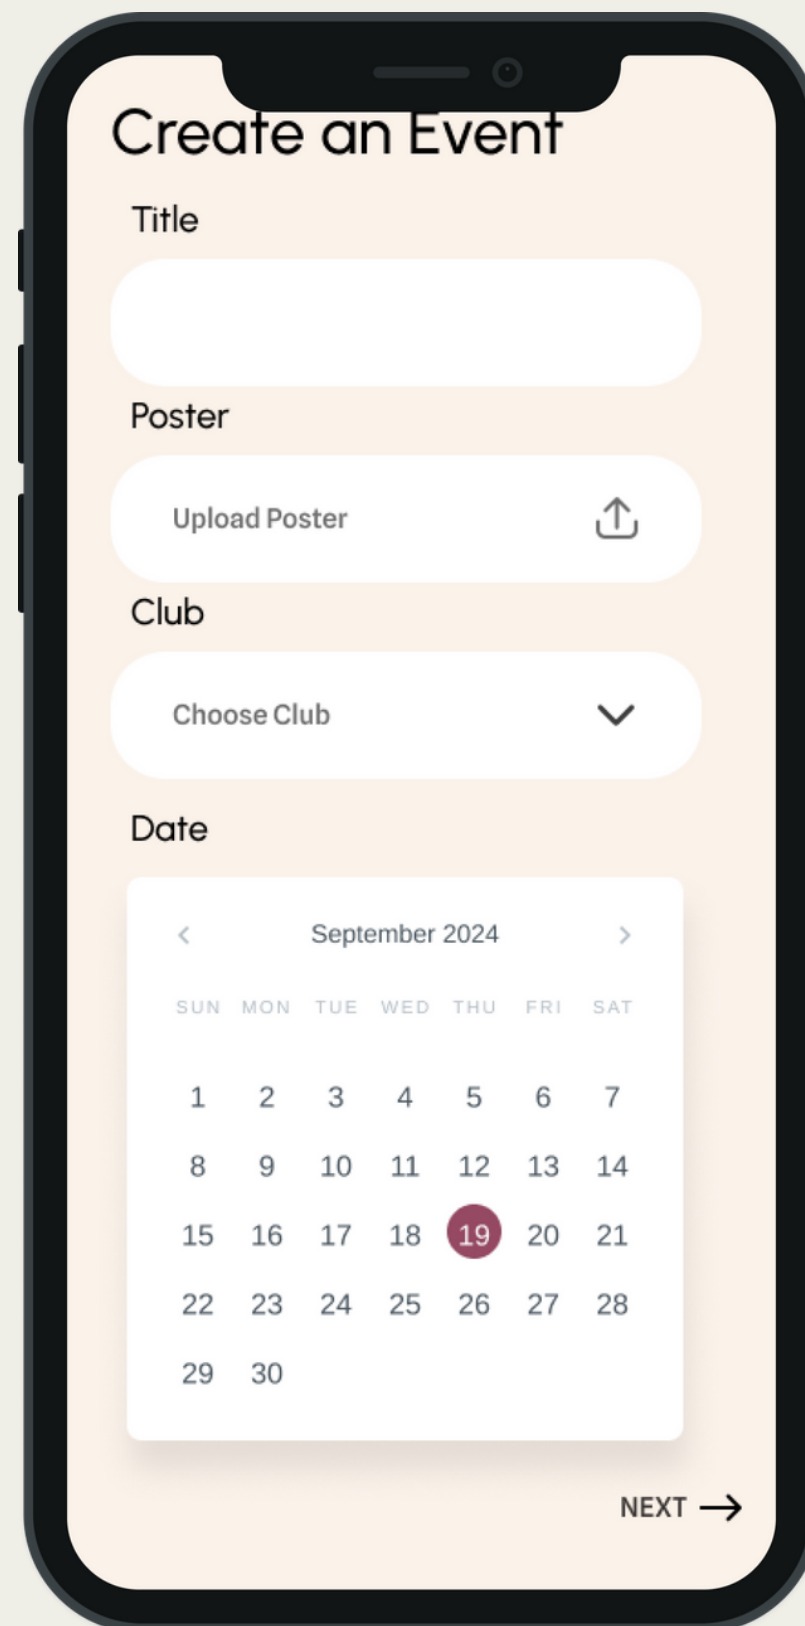 Create an Event
Title
Poster
Upload Poster
Club
Choose Club
Date
September 2024
SUN MON TUE WED THU FRI SAT
1 2 3 4 5 6 7
8 9 10 11 12 13 14
15 16 17 18 19 20 21
22 23 24 25 26 27 28
29 30
NEXT